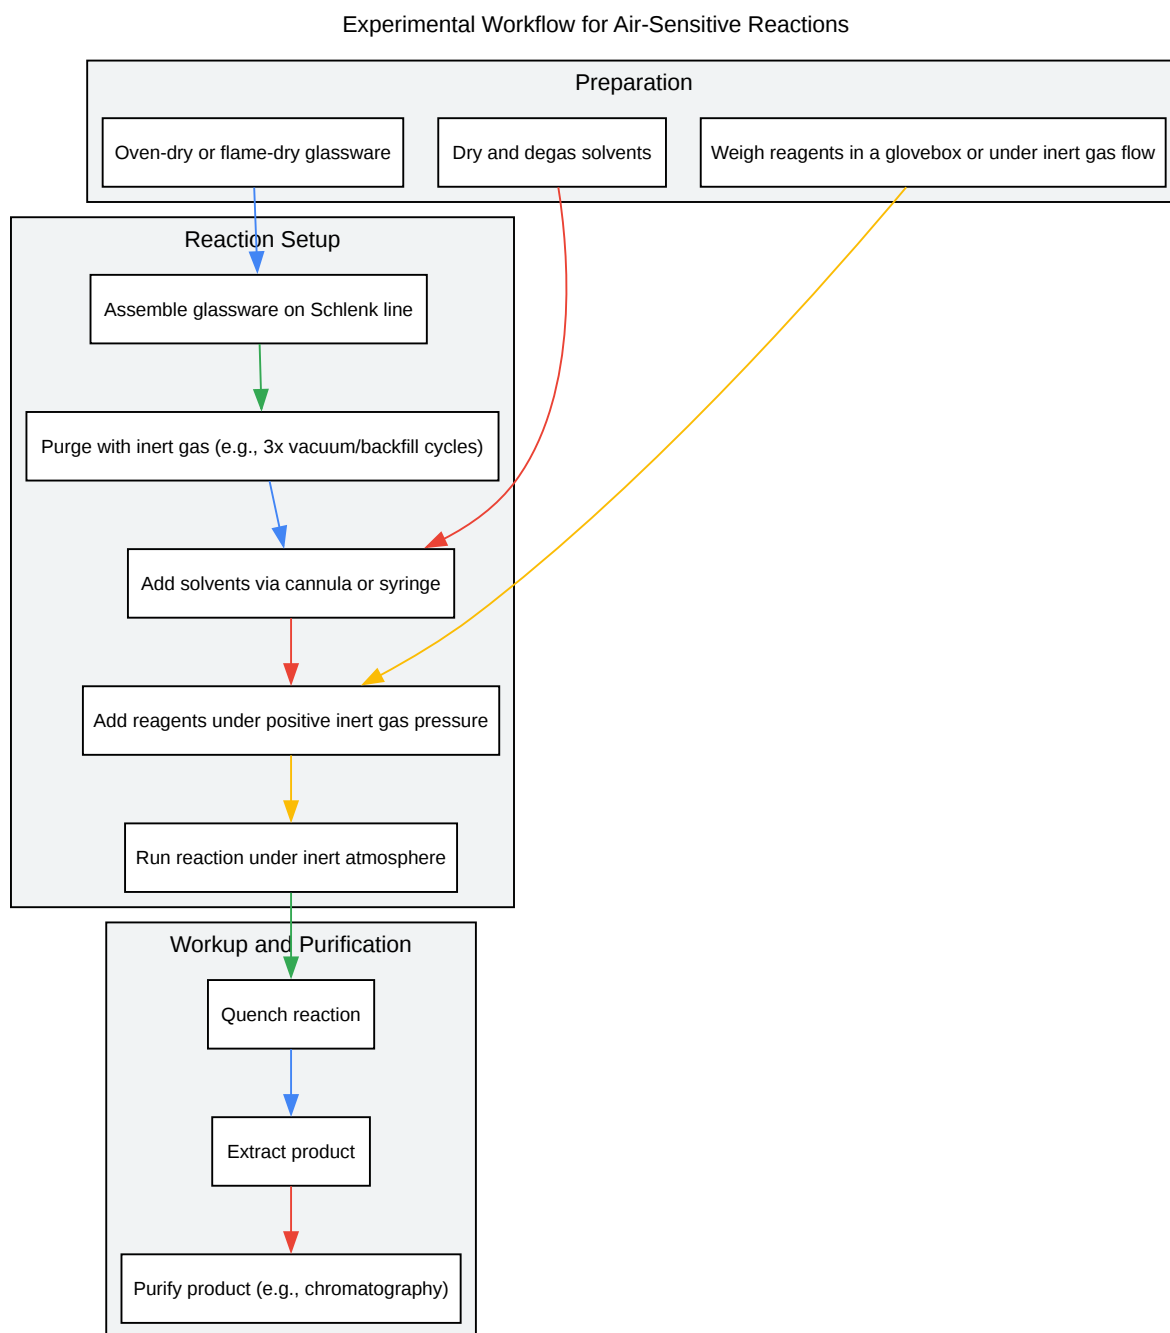 Experimental Workflow for Air-Sensitive Reactions
Preparation
Oven-dry or flame-dry glassware
Dry and degas solvents
Weigh reagents in a glovebox or under inert gas flow
Reaction Setup
Assemble glassware on Schlenk line
Purge with inert gas (e.g., 3x vacuum/backfill cycles)
Add solvents via cannula or syringe
Add reagents under positive inert gas pressure
Run reaction under inert atmosphere
Workup and Purification
Quench reaction
Extract product
Purify product (e.g., chromatography)